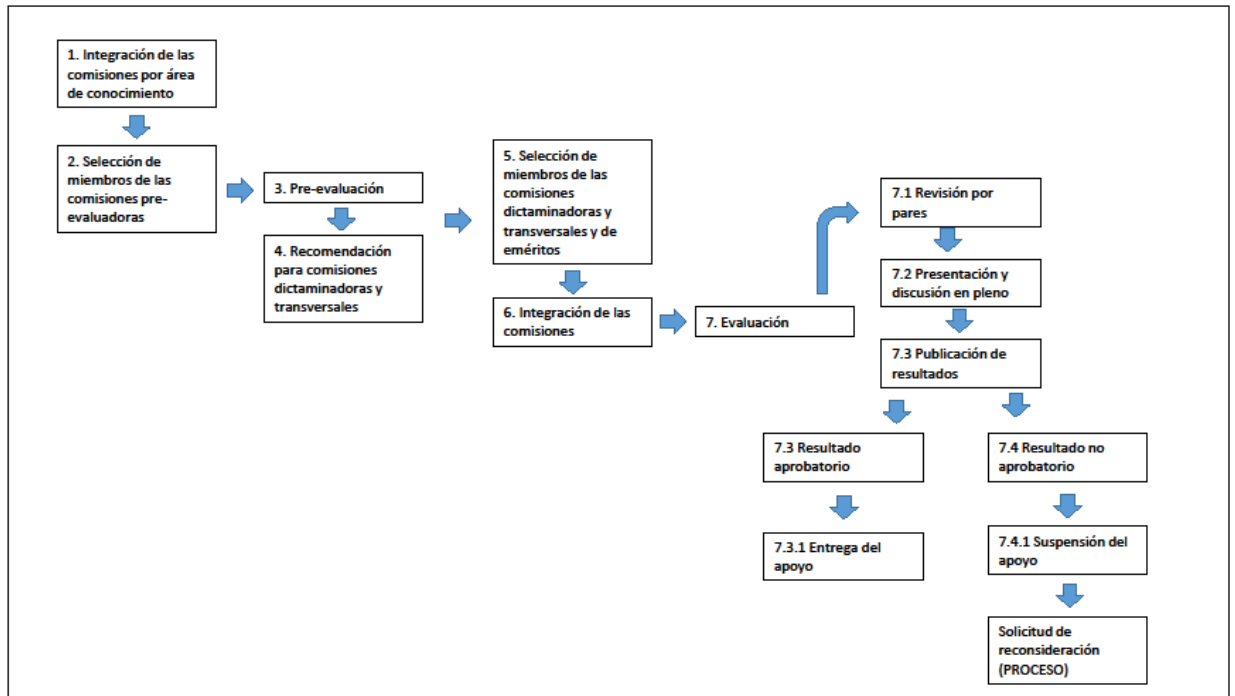 1. Integración de las
comisiones por área
de conocimiento
2. Selección de
miembros de las
comisiones pre-
evaluadoras
3. Pre-evaluación
4. Recomendación
para comisiones
dictaminadoras y
transversales
5. Selección de
miembros de las
comisiones
dictaminadoras y
transversales y de
eméritos
6. Integración de las
comisiones
7. Evaluación
7.1 Revisión por
pares
7.2 Presentación y
discusión en pleno
7.3 Publicación de
resultados
7.3 Resultado
aprobatorio
7.3.1 Entrega del
apoyo
7.4 Resultado no
aprobatorio
7.4.1 Suspensión del
apoyo
Solicitud de
reconsideración
(PROCESO)